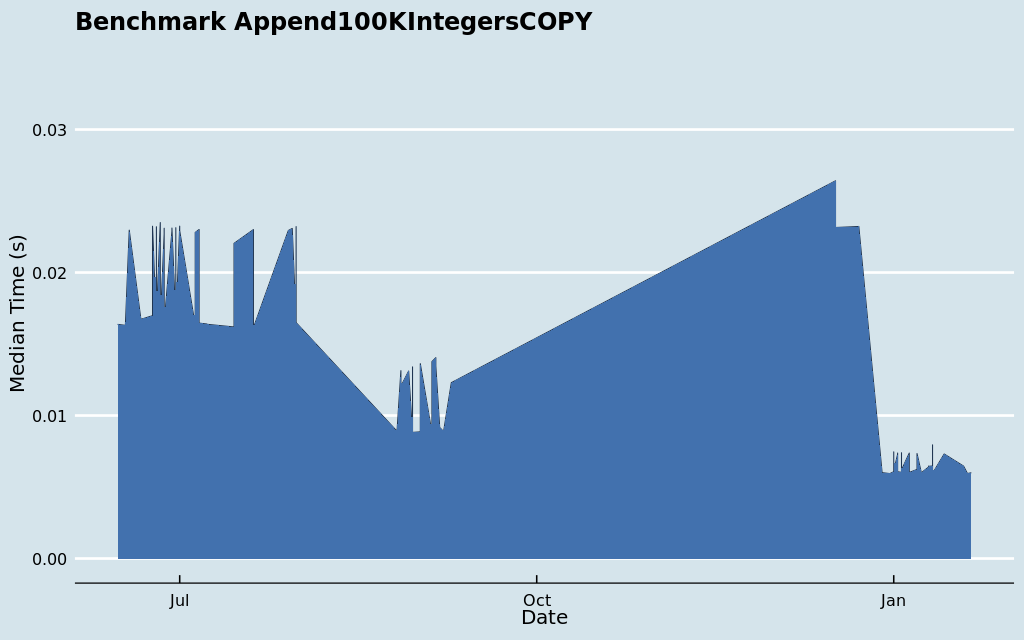 Benchmark Append100KIntegersCOPY
Median Time (s)
0.03
0.02
0.01
0.00
Jul
Oct
Jan
Date